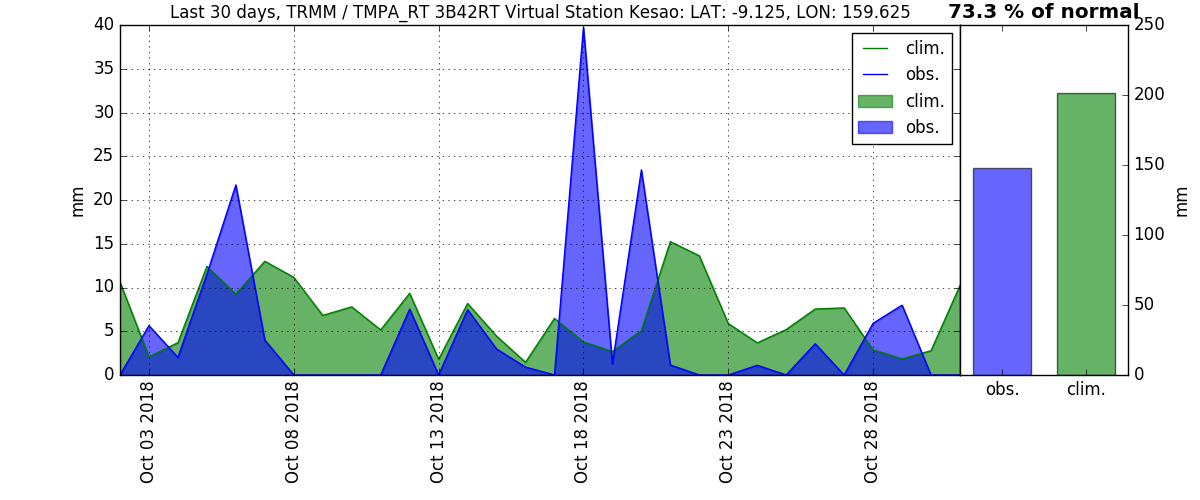 Last 30 days, TRMM / TMPA_RT 3B42RT Virtual Station Kesao: LAT: -9.125, LON: 159.625
73.3 % of normal
40
35
30
25
20
15
10
5
0
mm
clim.
obs.
clim.
obs.
250
200
150
100
50
0
mm
obs.
clim.
Oct 03 2018
Oct 08 2018
Oct 13 2018
Oct 18 2018
Oct 23 2018
Oct 28 2018